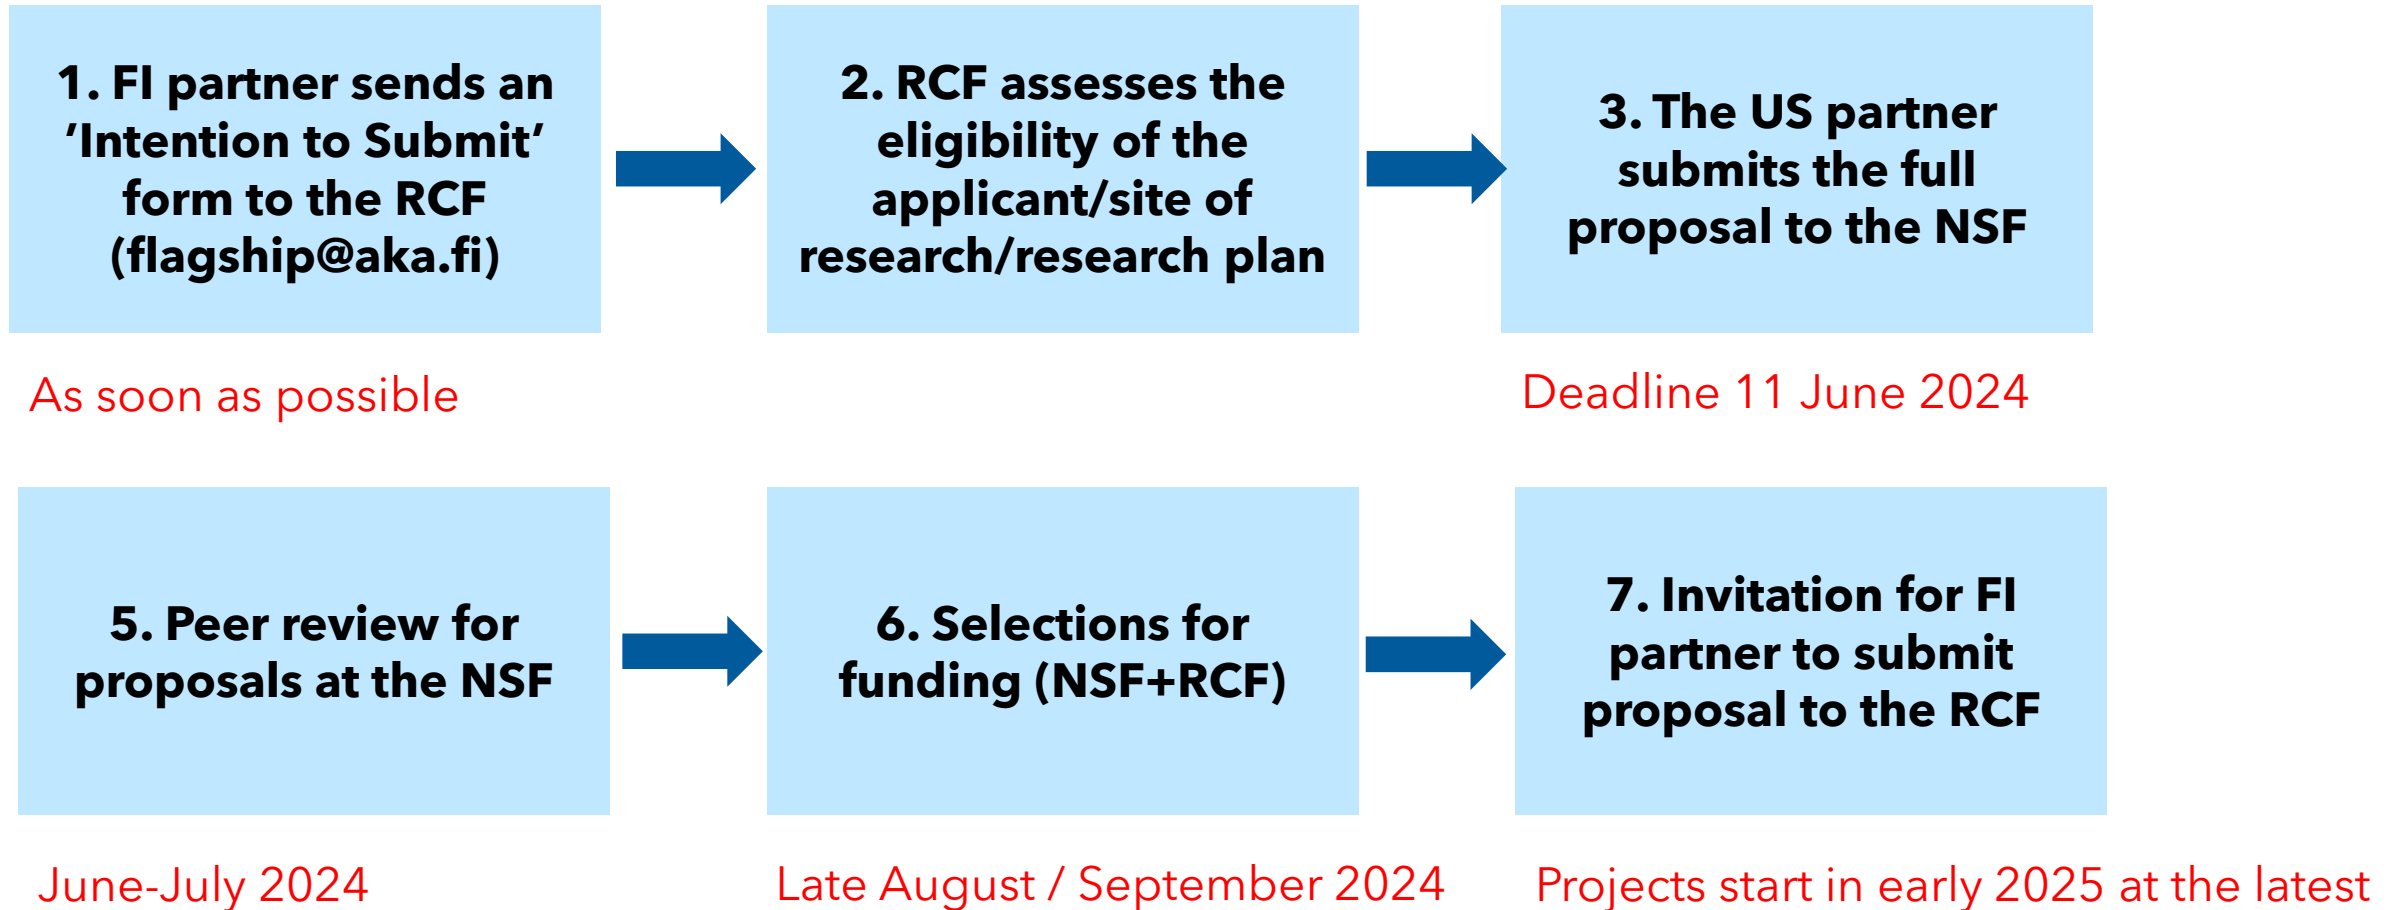 1. FI partner sends an
’Intention to Submit’
form to the RCF
(flagship@aka.fi)
2. RCF assesses the
eligibility of the
applicant/site of
research/research plan
3. The US partner
submits the full
proposal to the NSF
As soon as possible
Deadline 11 June 2024
5. Peer review for
proposals at the NSF
6. Selections for
funding (NSF+RCF)
7. Invitation for FI
partner to submit
proposal to the RCF
June-July 2024
Late August / September 2024
Projects start in early 2025 at the latest